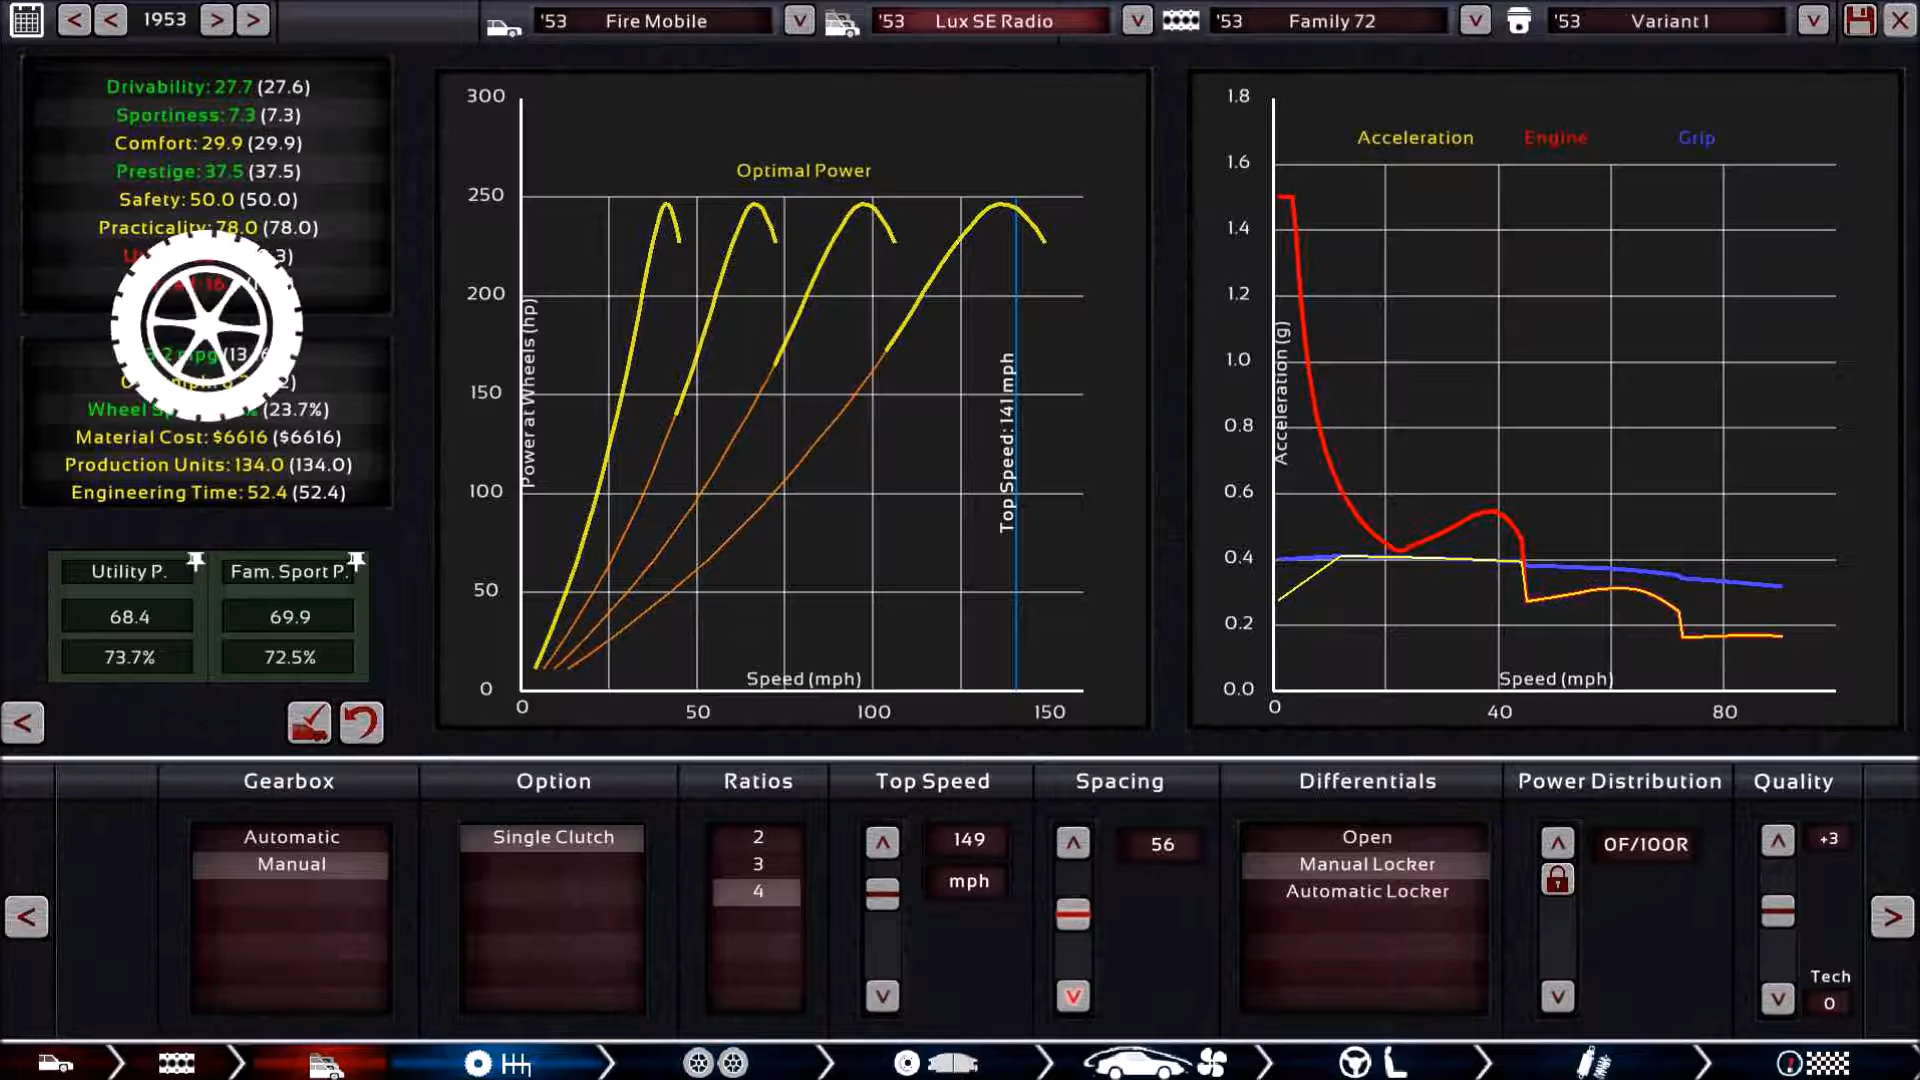 1953
'53 Fire Mobile
'53 Lux SE Radio
'53 Family 72
'53 Variant I
Drivability: 27.7 (27.6)
Sportiness: 7.3 (7.3)
Comfort: 29.9 (29.9)
Prestige: 37.5 (37.5)
Safety: 50.0 (50.0)
Practicality: 78.0 (78.0)
Wheel (23.7%)
Material Cost: $6616 ($6616)
Production Units: 134.0 (134.0)
Engineering Time: 52.4 (52.4)
Utility P. Fam. Sport P.
68.4 69.9
73.7% 72.5%
300
250
200
150
100
50
0
Optimal Power
Power at Wheels (hp)
Top Speed: 141 mph
Speed (mph)
0 50 100 150
1.8
1.6
1.4
1.2
1.0
0.8
0.6
0.4
0.2
0.0
Acceleration Engine Grip
Acceleration (g)
Speed (mph)
0 40 80
Gearbox
Automatic
Manual
Option
Single Clutch
Ratios
2
3
4
Top Speed
149
mph
Spacing
56
Differentials
Open
Manual Locker
Automatic Locker
Power Distribution
0F/100R
Quality
+3
Tech
0